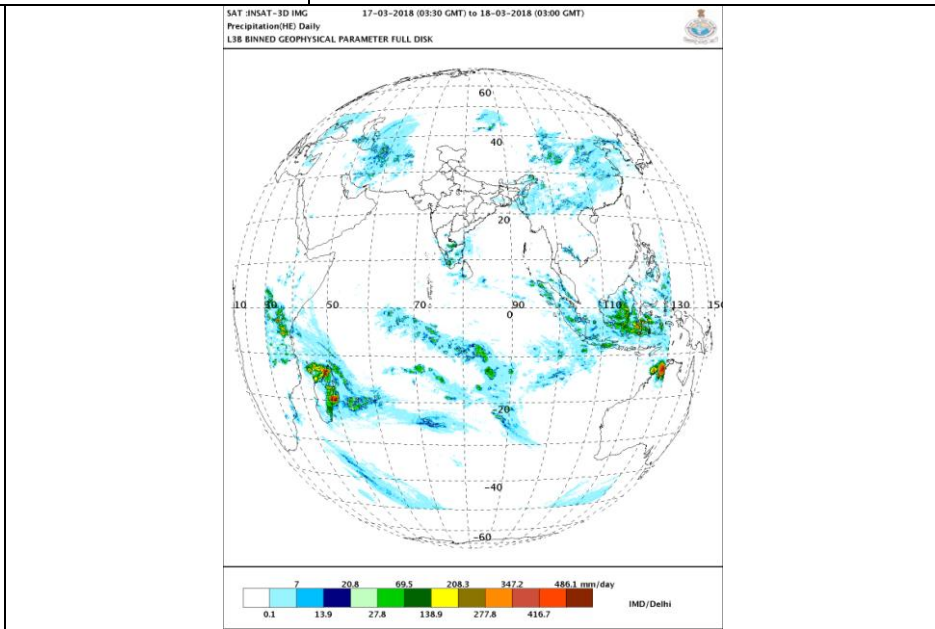 SAT :INSAT-3D IMG 17-03-2018 (03:30 GMT) to 18-03-2018 (03:00 GMT)
Precipitation(HE) Daily
L3B BINNED GEOPHYSICAL PARAMETER FULL DISK
60
40
20
10 30 50 70 90 110 130 150
0
-20
-40
-60
7 20.8 69.5 208.3 347.2 486.1 mm/day
0.1 13.9 27.8 138.9 277.8 416.7
IMD/Delhi